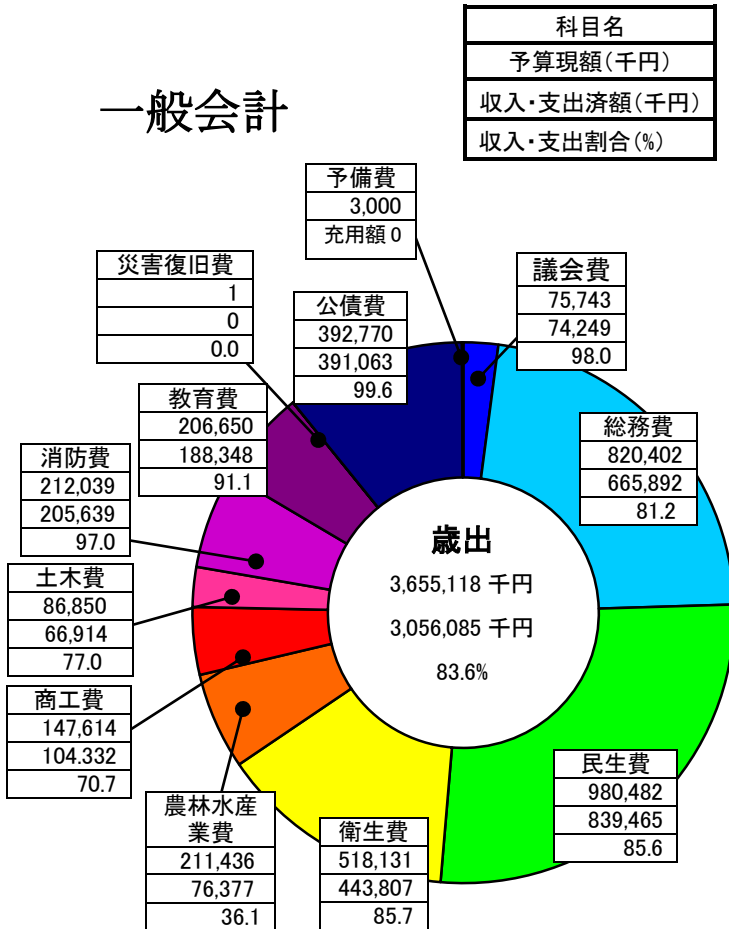 科目名
予算現額(千円)
収入・支出済額(千円)
収入・支出割合(%)
一般会計
予備費
3,000
充用額 0
災害復旧費
1
0
0.0
公債費
392,770
391,063
99.6
議会費
75,743
74,249
98.0
教育費
206,650
188,348
91.1
総務費
820,402
665,892
81.2
消防費
212,039
205,639
97.0
歳出
3,655,118 千円
3,056,085 千円
83.6%
土木費
86,850
66,914
77.0
商工費
147,614
104.332
70.7
民生費
980,482
839,465
85.6
農林水産
業費
211,436
76,377
36.1
衛生費
518,131
443,807
85.7